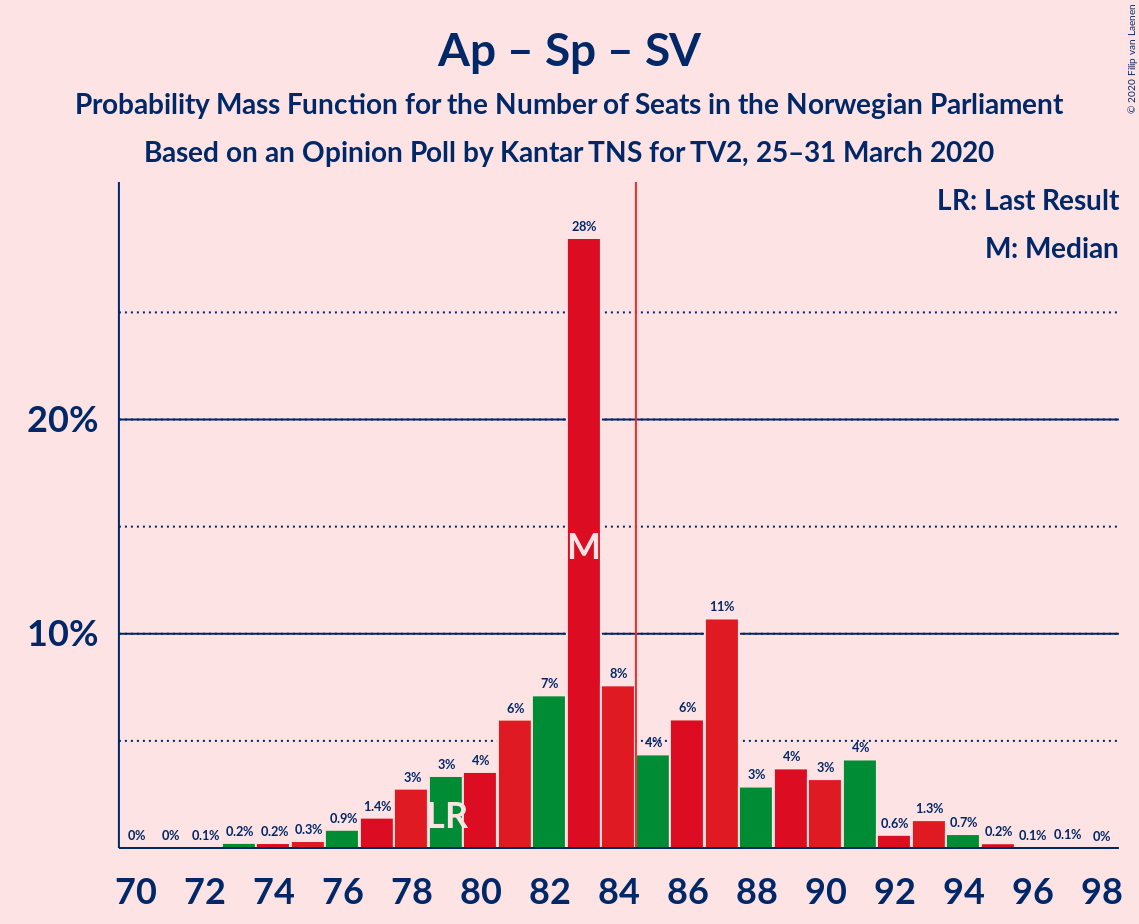 Ap – Sp – SV
Probability Mass Function for the Number of Seats in the Norwegian Parliament
Based on an Opinion Poll by Kantar TNS for TV2, 25–31 March 2020
© 2020 Filip van Laenen
LR: Last Result
M: Median
20%
10%
0% 0% 0.1% 0.2% 0.2% 0.3% 0.9% 1.4% 3% 3% 4% 6% 7% 28% 8% 4% 6% 11% 3% 4% 3% 4% 0.6% 1.3% 0.7% 0.2% 0.1% 0.1% 0%
M
LR
70 72 74 76 78 80 82 84 86 88 90 92 94 96 98